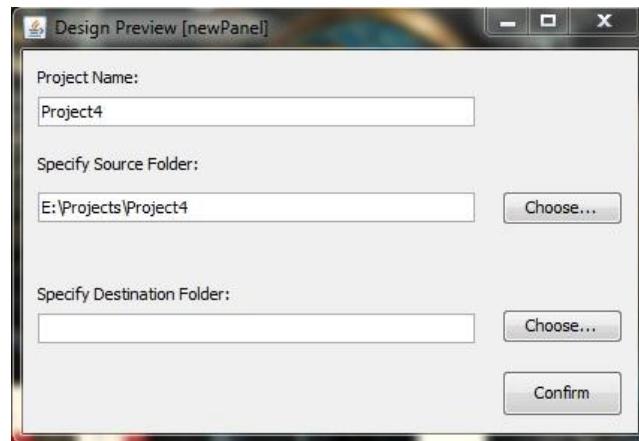 Design Preview [newPanel]
Project Name:
Project4
Specify Source Folder:
E:\Projects\Project4
Choose...
Specify Destination Folder:
Choose...
Confirm